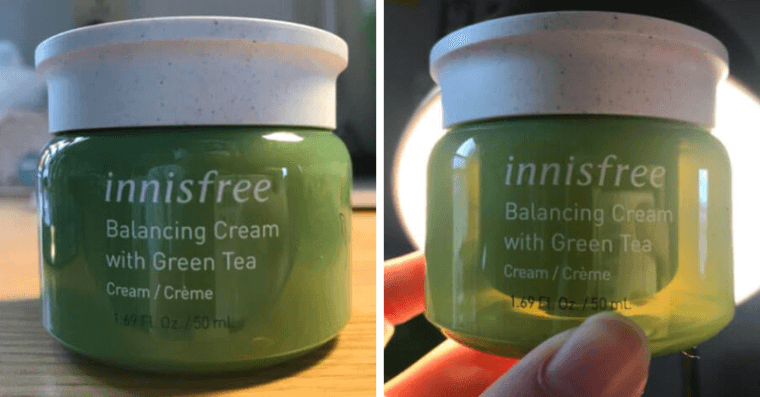 innisfree
Balancing Cream
with Green Tea
Cream / Crème
1.69 FL. Oz. / 50 mL
innisfree
Balancing Cream
with Green Tea
Cream / Crème
1.69 FL. Oz. / 50 mL